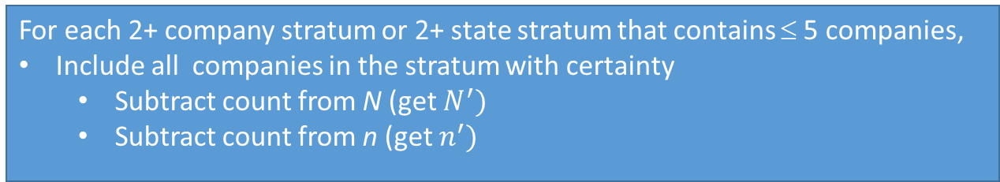 For each 2+ company stratum or 2+ state stratum that contains ≤ 5 companies,
• Include all companies in the stratum with certainty
• Subtract count from N (get N′)
• Subtract count from n (get n′)